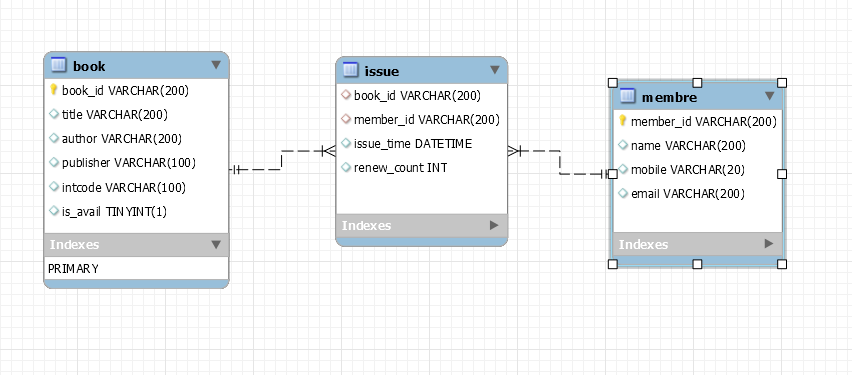 book
book_id VARCHAR(200)
title VARCHAR(200)
author VARCHAR(200)
publisher VARCHAR(100)
intcode VARCHAR(100)
is_avail TINYINT(1)
Indexes
PRIMARY
issue
book_id VARCHAR(200)
member_id VARCHAR(200)
issue_time DATETIME
renew_count INT
Indexes
membre
member_id VARCHAR(200)
name VARCHAR(200)
mobile VARCHAR(20)
email VARCHAR(200)
Indexes